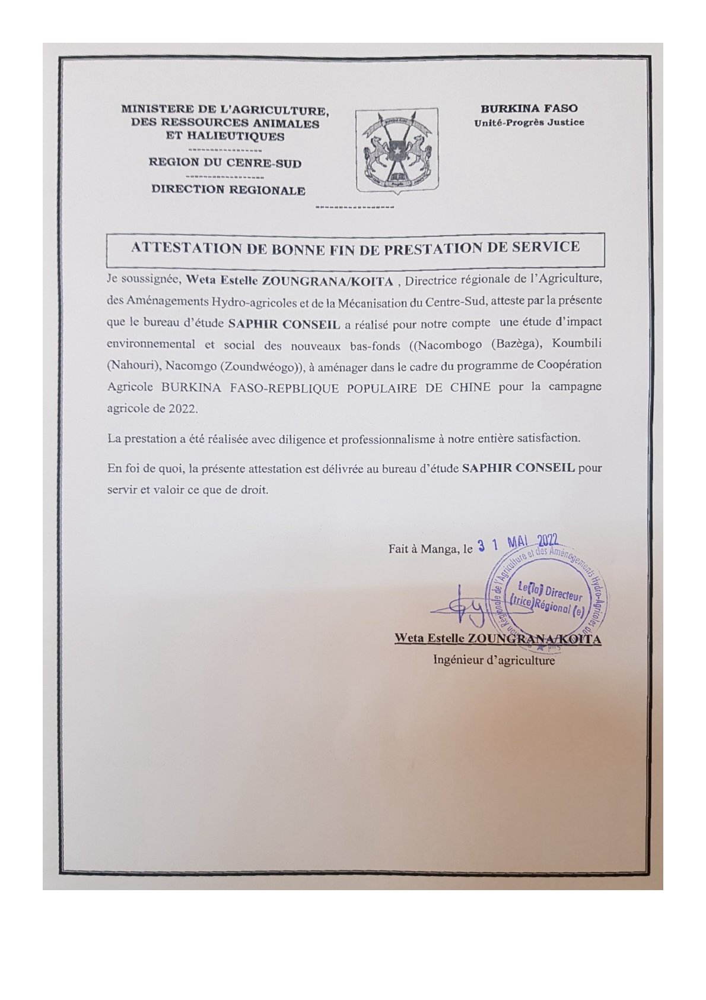 MINISTERE DE L'AGRICULTURE,
DES RESSOURCES ANIMALES
ET HALIEUTIQUES
-----------------
REGION DU CENRE-SUD
------------------
DIRECTION REGIONALE
BURKINA FASO
Unité-Progrès Justice
-----------------
ATTESTATION DE BONNE FIN DE PRESTATION DE SERVICE
Je soussignée, Weta Estelle ZOUNGRANA/KOITA , Directrice régionale de l'Agriculture,
des Aménagements Hydro-agricoles et de la Mécanisation du Centre-Sud, atteste par la présente
que le bureau d'étude SAPHIR CONSEIL a réalisé pour notre compte une étude d'impact
environnemental et social des nouveaux bas-fonds ((Nacombogo (Bazèga), Koumbili
(Nahouri), Nacomgo (Zoundwéogo)), à aménager dans le cadre du programme de Coopération
Agricole BURKINA FASO-REPBLIQUE POPULAIRE DE CHINE pour la campagne
agricole de 2022.
La prestation a été réalisée avec diligence et professionnalisme à notre entière satisfaction.
En foi de quoi, la présente attestation est délivrée au bureau d'étude SAPHIR CONSEIL pour
servir et valoir ce que de droit.
Fait à Manga, le 31 MAI 2022
Régionale de l'Agriculture et des Aménagements Hydro-Agricoles du
Le(la) Directeur
(trice)Régional (e)
Weta Estelle ZOUNGRANA/KOITA
Ingénieur d'agriculture